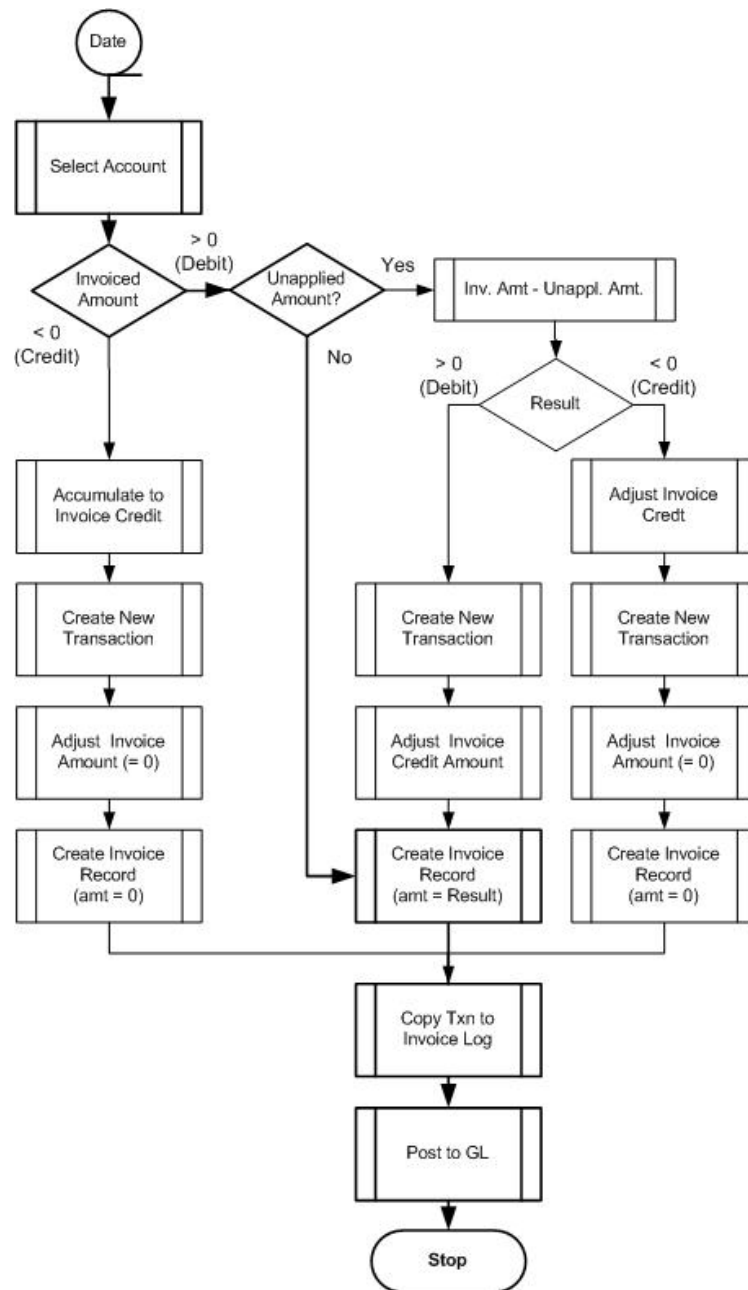 Date
Select Account
Invoiced
Amount
> 0
(Debit)
Unapplied
Amount?
Yes
Inv. Amt - Unappl. Amt.
< 0
(Credit)
No
> 0
(Debit)
Result
< 0
(Credit)
Accumulate to
Invoice Credit
Adjust Invoice
Credt
Create New
Transaction
Create New
Transaction
Create New
Transaction
Adjust Invoice
Amount (= 0)
Adjust Invoice
Credit Amount
Adjust Invoice
Amount (= 0)
Create Invoice
Record
(amt = 0)
Create Invoice
Record
(amt = Result)
Create Invoice
Record
(amt = 0)
Copy Txn to
Invoice Log
Post to GL
Stop